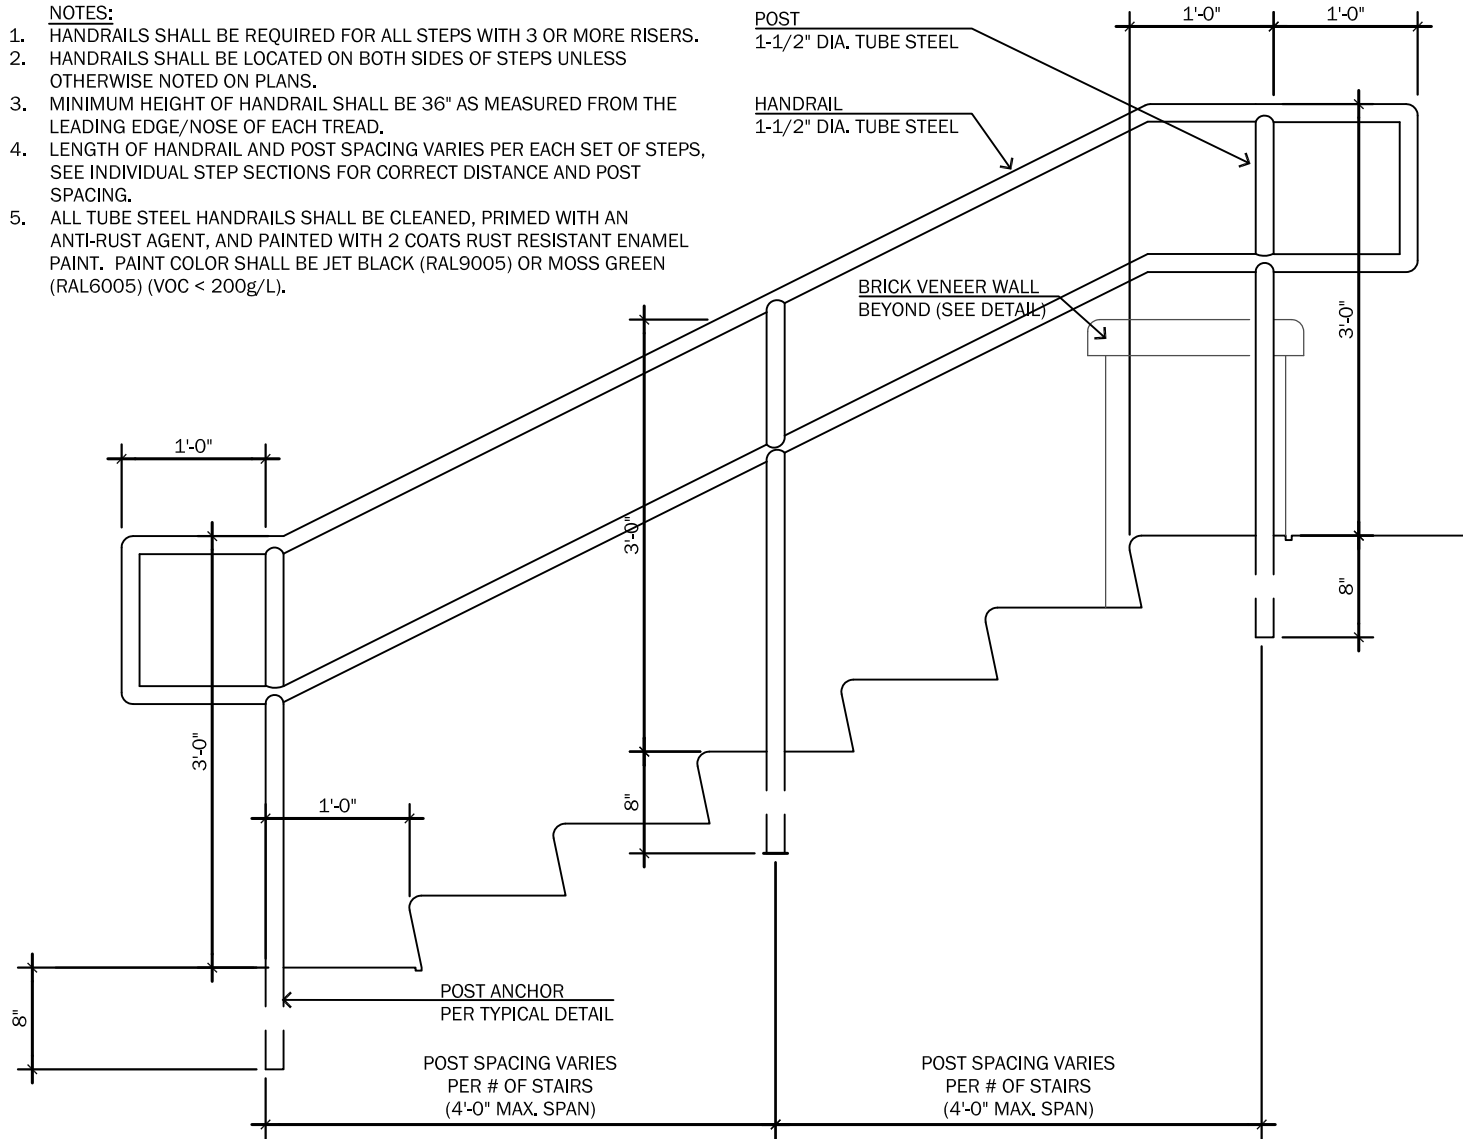 NOTES:
1. HANDRAILS SHALL BE REQUIRED FOR ALL STEPS WITH 3 OR MORE RISERS.
2. HANDRAILS SHALL BE LOCATED ON BOTH SIDES OF STEPS UNLESS
OTHERWISE NOTED ON PLANS.
3. MINIMUM HEIGHT OF HANDRAIL SHALL BE 36" AS MEASURED FROM THE
LEADING EDGE/NOSE OF EACH TREAD.
4. LENGTH OF HANDRAIL AND POST SPACING VARIES PER EACH SET OF STEPS,
SEE INDIVIDUAL STEP SECTIONS FOR CORRECT DISTANCE AND POST
SPACING.
5. ALL TUBE STEEL HANDRAILS SHALL BE CLEANED, PRIMED WITH AN
ANTI-RUST AGENT, AND PAINTED WITH 2 COATS RUST RESISTANT ENAMEL
PAINT. PAINT COLOR SHALL BE JET BLACK (RAL9005) OR MOSS GREEN
(RAL6005) (VOC < 200g/L).
POST
1-1/2" DIA. TUBE STEEL
HANDRAIL
1-1/2" DIA. TUBE STEEL
1'-0"
1'-0"
BRICK VENEER WALL
BEYOND (SEE DETAIL)
3'-0"
1'-0"
3'-0"
8"
3'-0"
1'-0"
8"
8"
POST ANCHOR
PER TYPICAL DETAIL
POST SPACING VARIES
PER # OF STAIRS
(4'-0" MAX. SPAN)
POST SPACING VARIES
PER # OF STAIRS
(4'-0" MAX. SPAN)